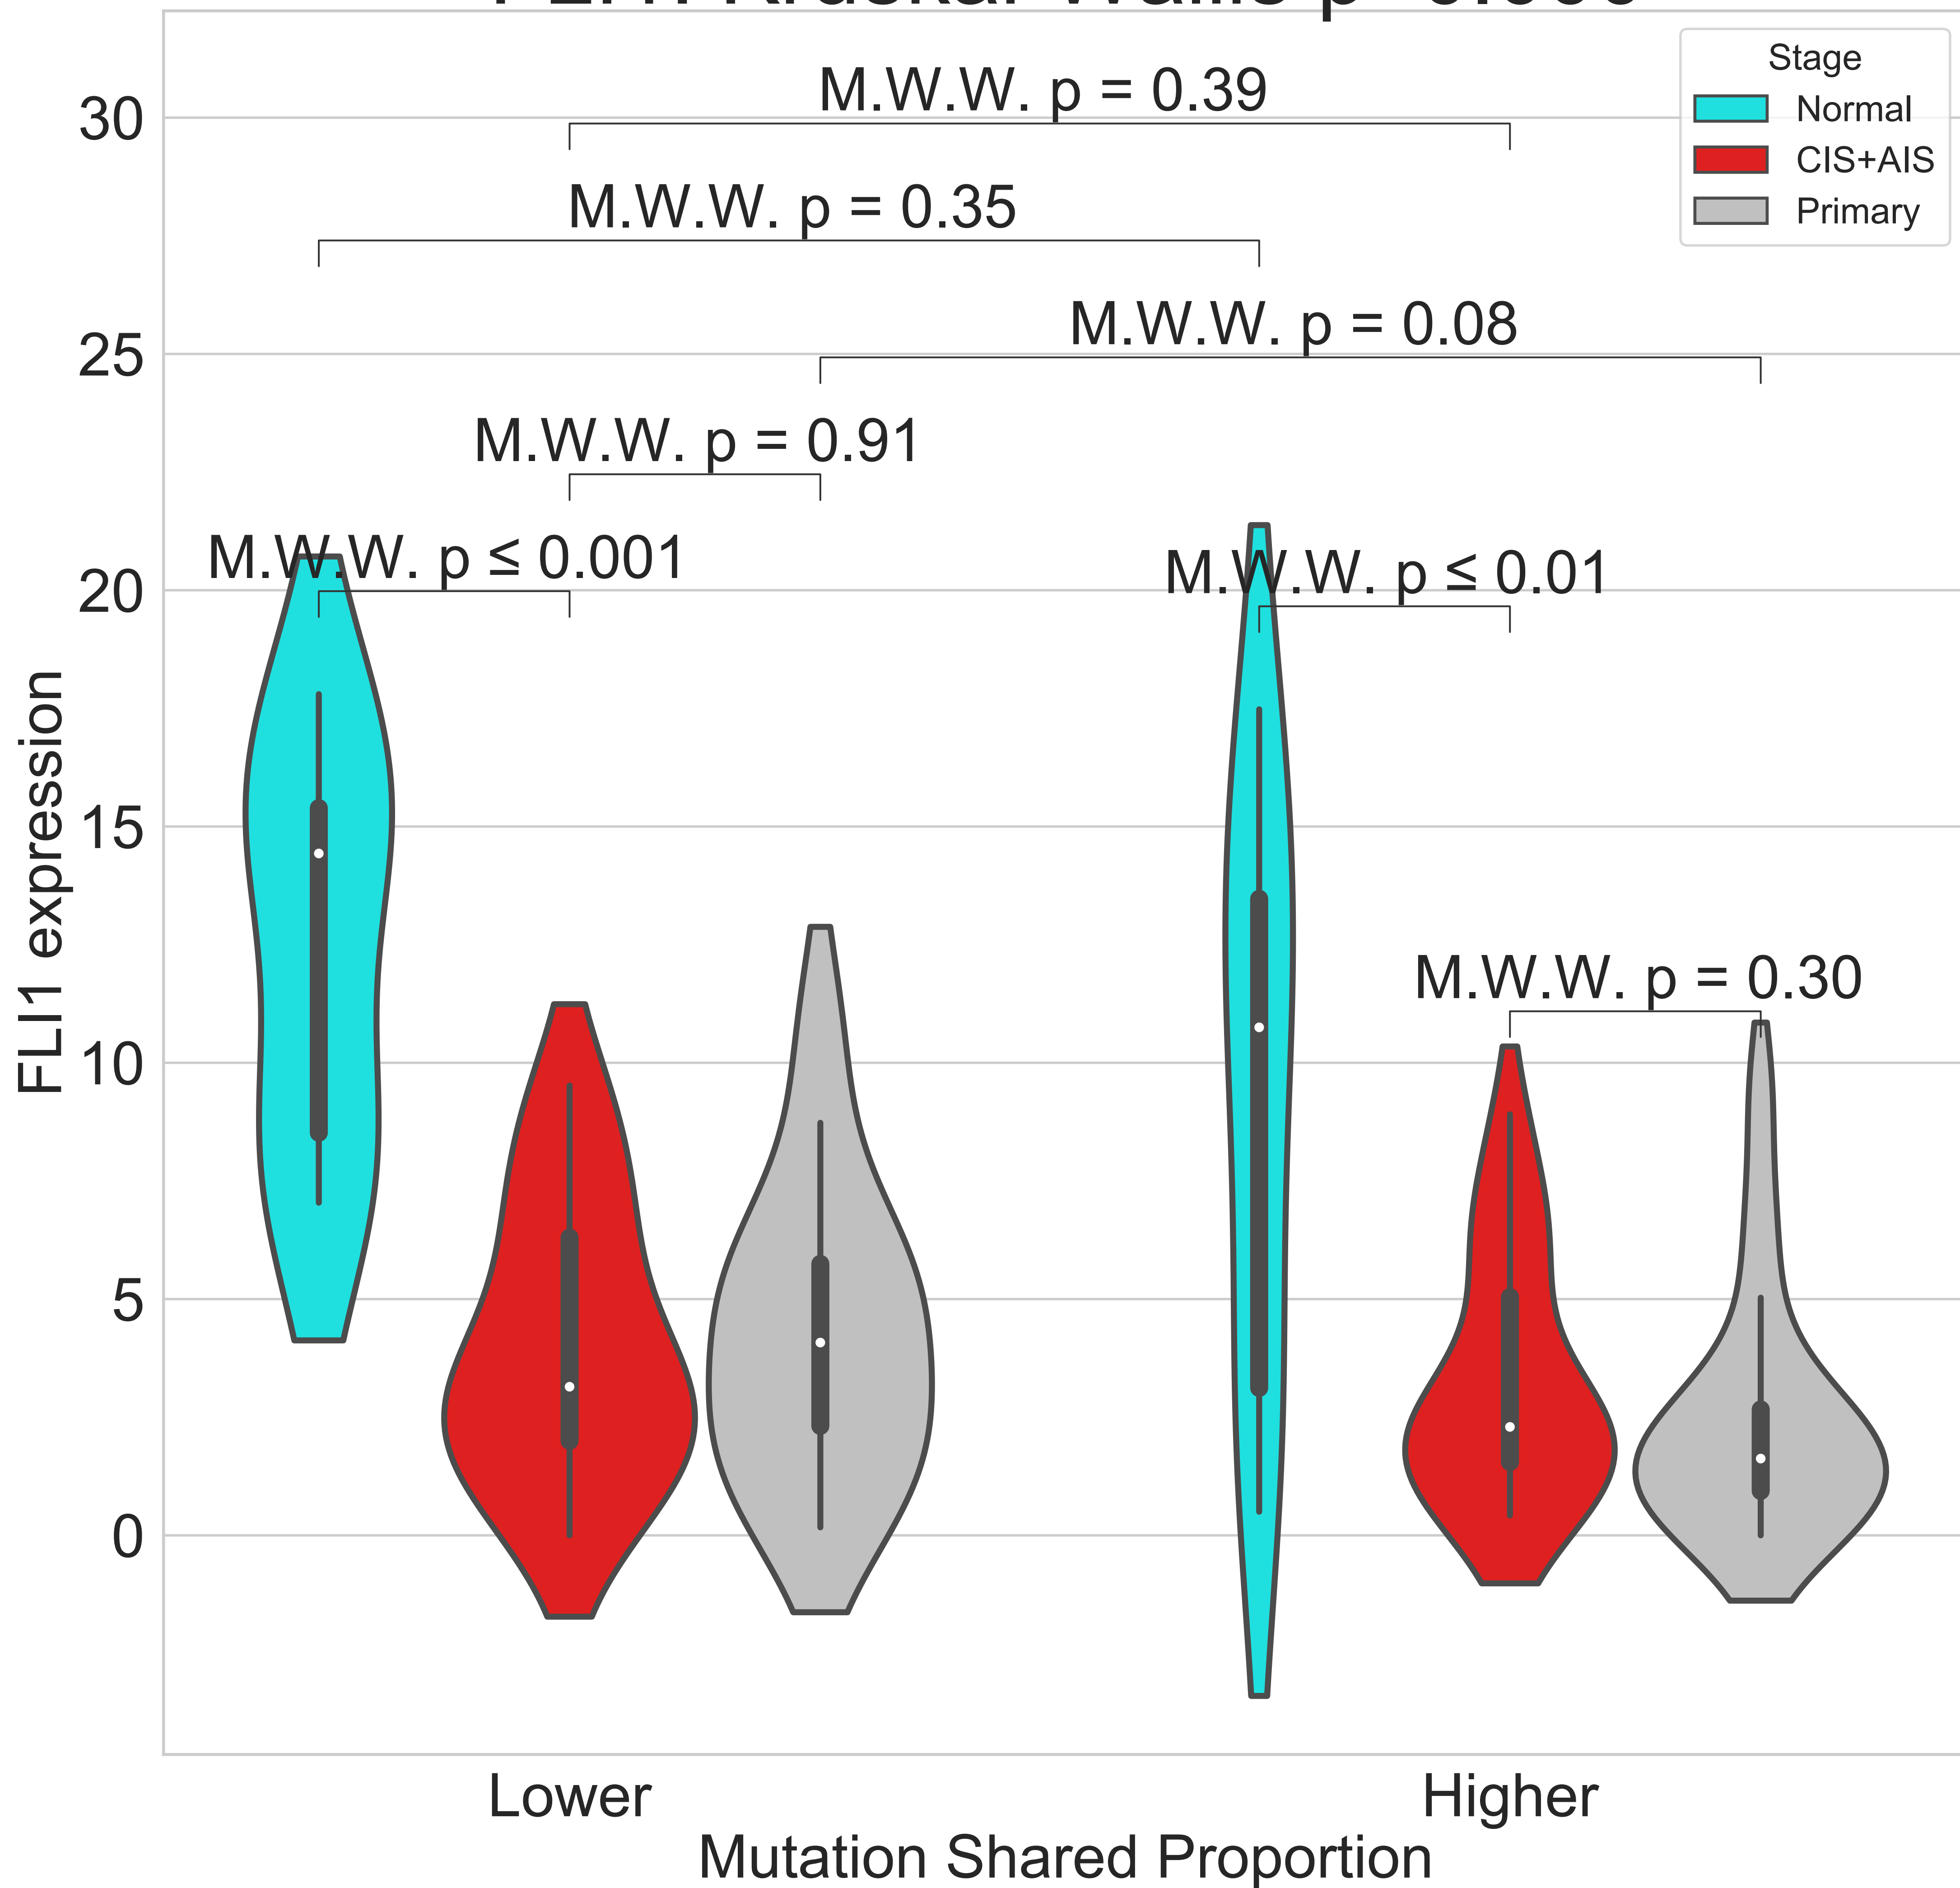 Stage
Normal
CIS+AIS
Primary
M.W.W. p = 0.39
M.W.W. p = 0.35
M.W.W. p = 0.08
M.W.W. p = 0.91
M.W.W. p ≤ 0.001
M.W.W. p ≤ 0.01
M.W.W. p = 0.30
FLI1 expression
30
25
20
15
10
5
0
Lower
Higher
Mutation Shared Proportion